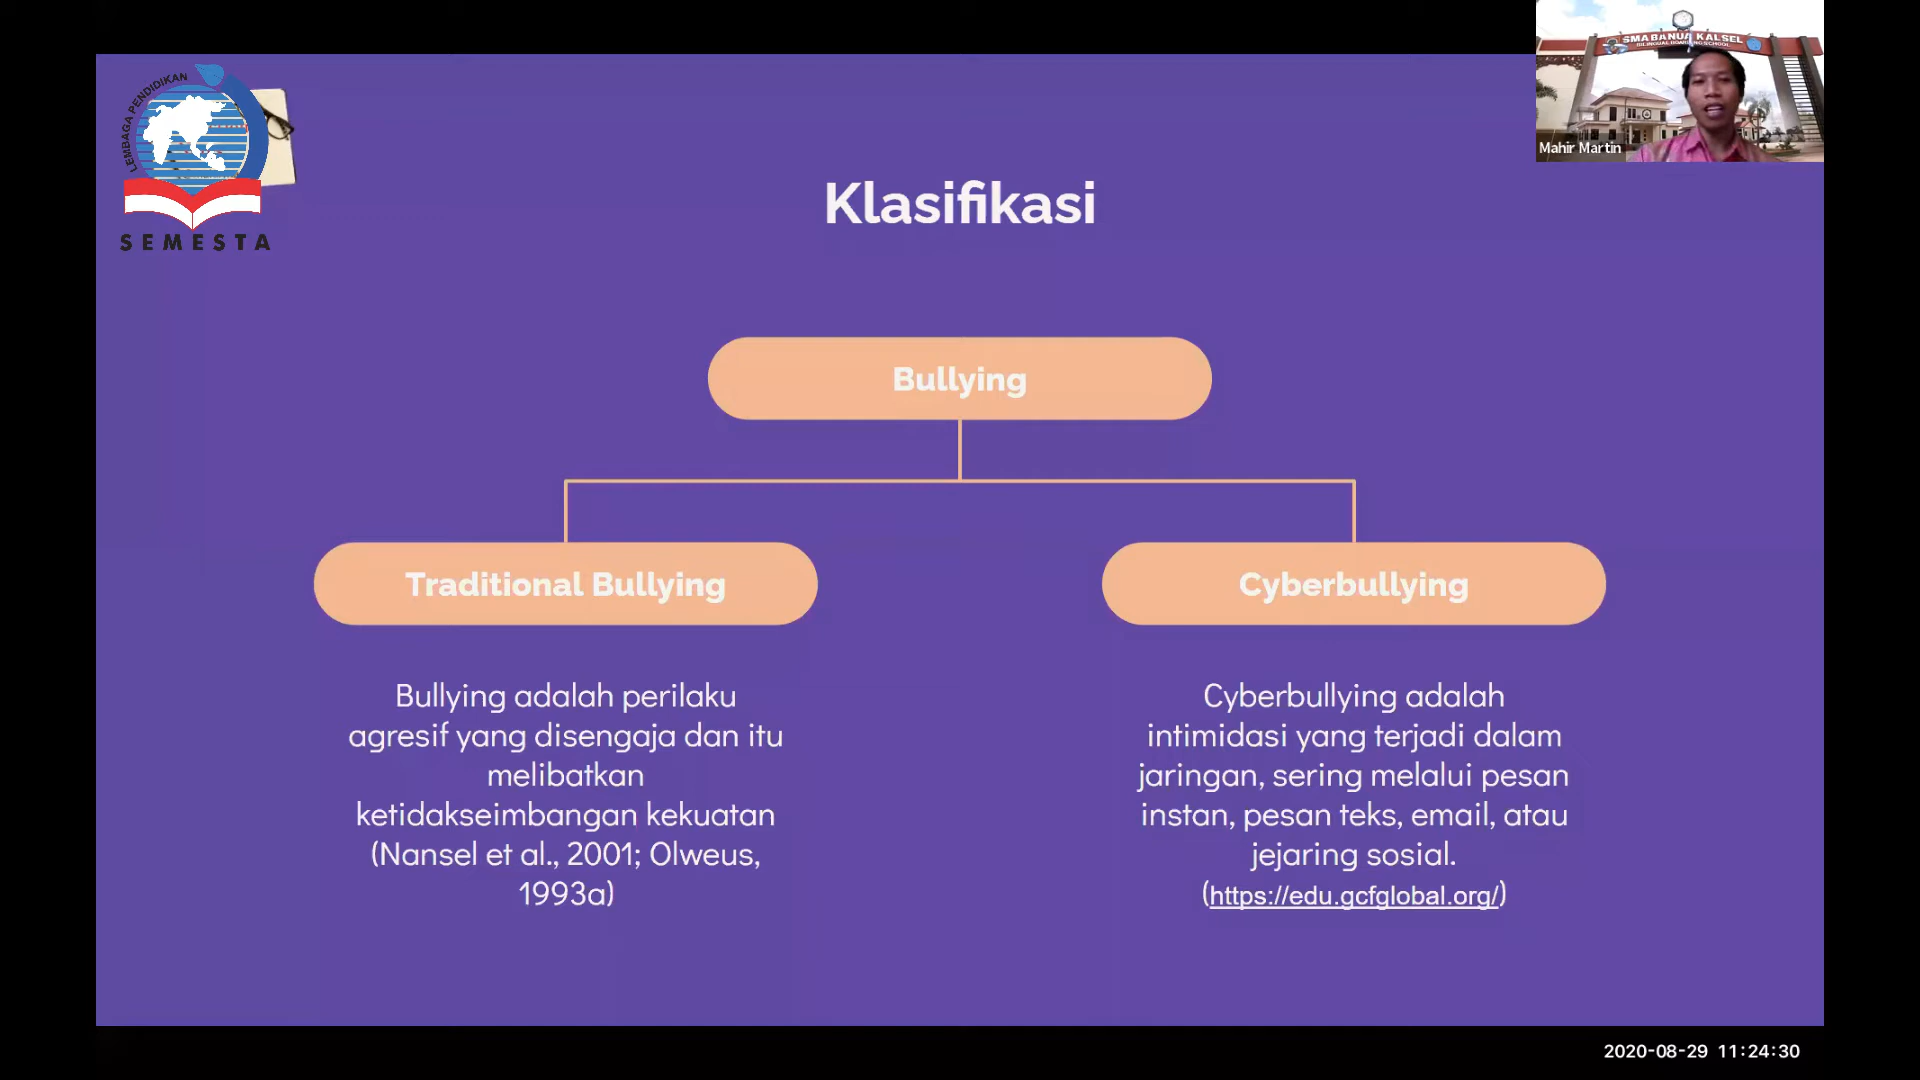 LEMBAGA PENDIDIKAN
SEMESTA
SMA BANUA KALSEL
BILINGUAL BOARDING SCHOOL
Mahir Martin
Klasifikasi
Bullying
Traditional Bullying
Bullying adalah perilaku
agresif yang disengaja dan itu
melibatkan
ketidakseimbangan kekuatan
(Nansel et al., 2001; Olweus,
1993a)
Cyberbullying
Cyberbullying adalah
intimidasi yang terjadi dalam
jaringan, sering melalui pesan
instan, pesan teks, email, atau
jejaring sosial.
(https://edu.gcfglobal.org/)
2020-08-29 11:24:30